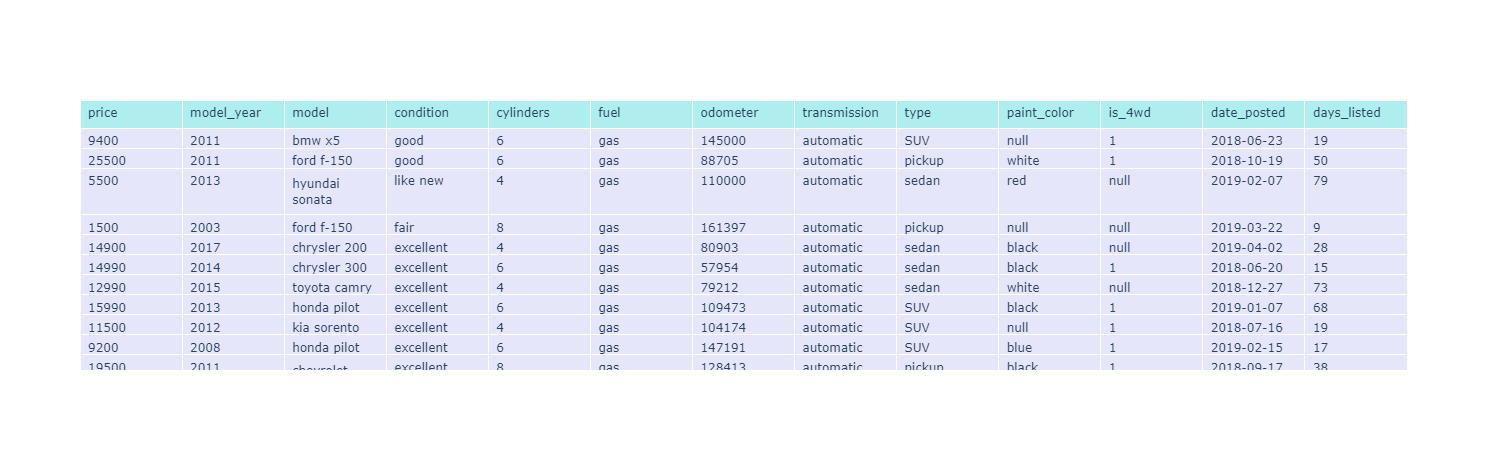 price model_year model condition cylinders fuel odometer transmission type paint_color is_4wd date_posted days_listed
9400 2011 bmw x5 good 6 gas 145000 automatic SUV null 1 2018-06-23 19
25500 2011 ford f-150 good 6 gas 88705 automatic pickup white 1 2018-10-19 50
5500 2013 hyundai like new 4 gas 110000 automatic sedan red null 2019-02-07 79
sonata
1500 2003 ford f-150 fair 8 gas 161397 automatic pickup null null 2019-03-22 9
14900 2017 chrysler 200 excellent 4 gas 80903 automatic sedan black null 2019-04-02 28
14990 2014 chrysler 300 excellent 6 gas 57954 automatic sedan black 1 2018-06-20 15
12990 2015 toyota camry excellent 4 gas 79212 automatic sedan white null 2018-12-27 73
15990 2013 honda pilot excellent 6 gas 109473 automatic SUV black 1 2019-01-07 68
11500 2012 kia sorento excellent 4 gas 104174 automatic SUV null 1 2018-07-16 19
9200 2008 honda pilot excellent 6 gas 147191 automatic SUV blue 1 2019-02-15 17
19500 2011 chevrolet excellent 8 gas 128413 automatic pickup black 1 2018-09-17 38